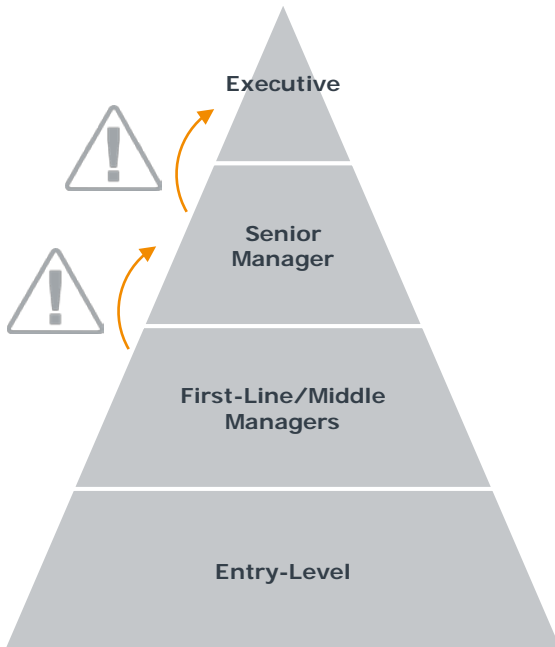 Executive
Senior
Manager
First-Line/Middle
Managers
Entry-Level